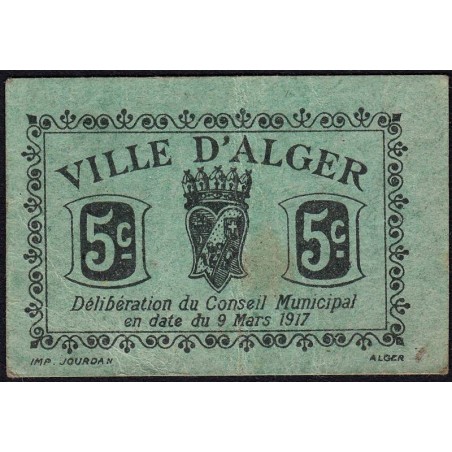 VILLE D'ALGER
5c. 5c.
Délibération du Conseil Municipal
en date du 9 Mars 1917
IMP. JOURDAN ALGER